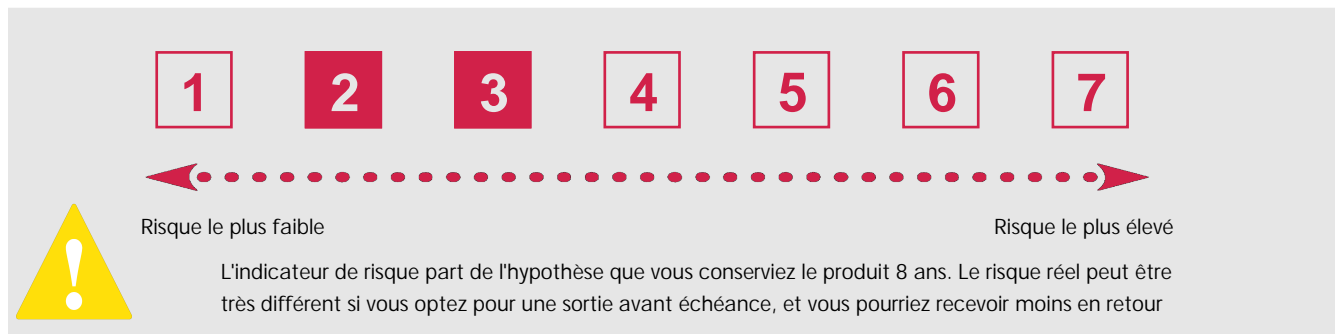 1 2 3 4 5 6 7
Risque le plus faible Risque le plus élevé
!
L'indicateur de risque part de l'hypothèse que vous conserviez le produit 8 ans. Le risque réel peut être
très différent si vous optez pour une sortie avant échéance, et vous pourriez recevoir moins en retour